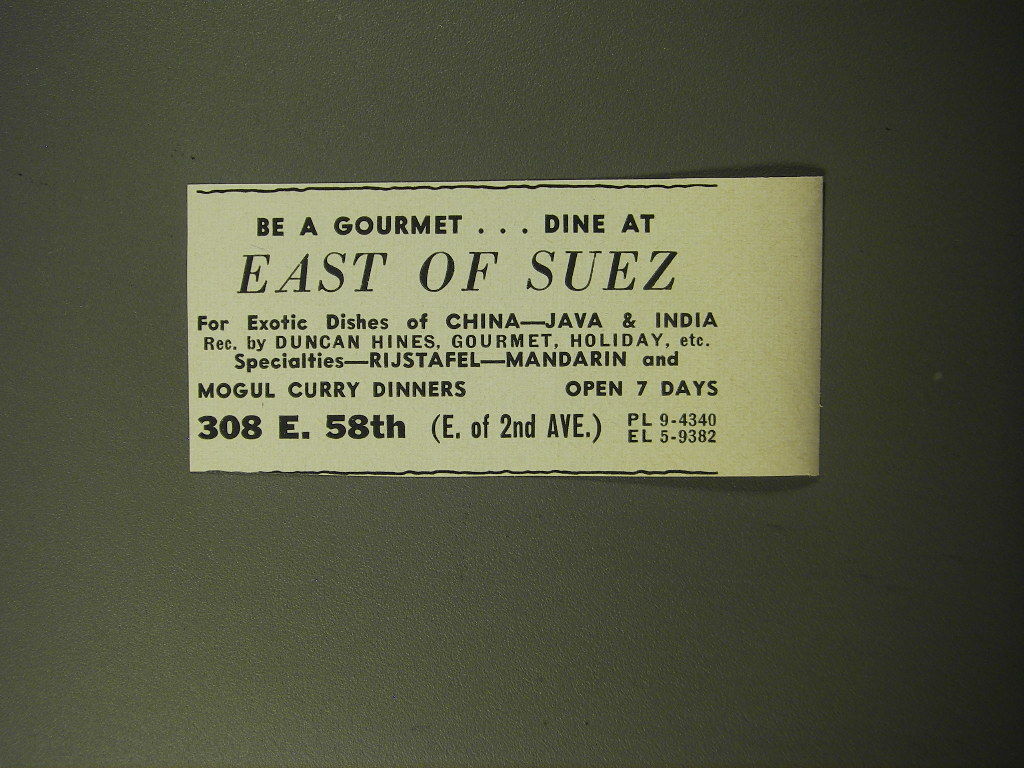 BE A GOURMET . . . DINE AT
EAST OF SUEZ
For Exotic Dishes of CHINA—JAVA & INDIA
Rec. by DUNCAN HINES, GOURMET, HOLIDAY, etc.
Specialties—RIJSTAFEL—MANDARIN and
MOGUL CURRY DINNERS OPEN 7 DAYS
308 E. 58th (E. of 2nd AVE.) PL 9-4340
EL 5-9382